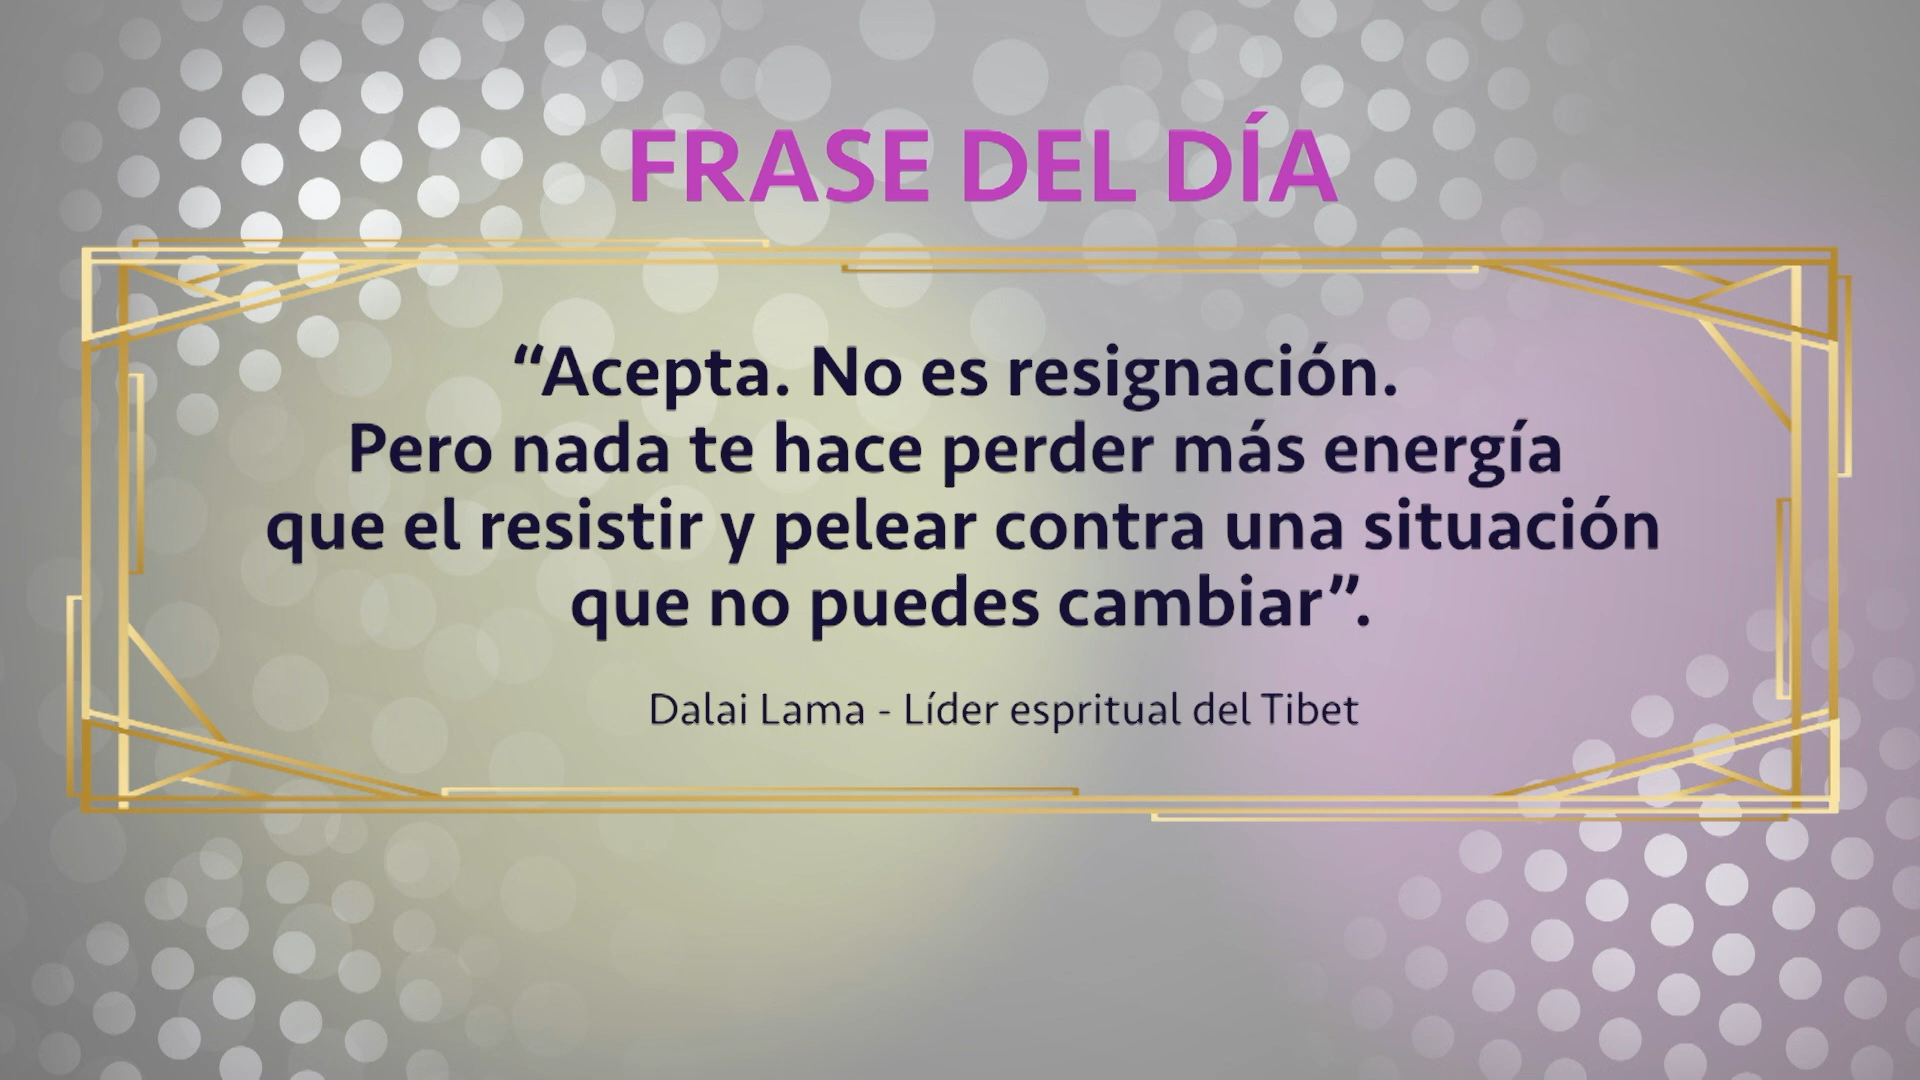 FRASE DEL DÍA
“Acepta. No es resignación.
Pero nada te hace perder más energía
que el resistir y pelear contra una situación
que no puedes cambiar”.
Dalai Lama - Líder espritual del Tibet